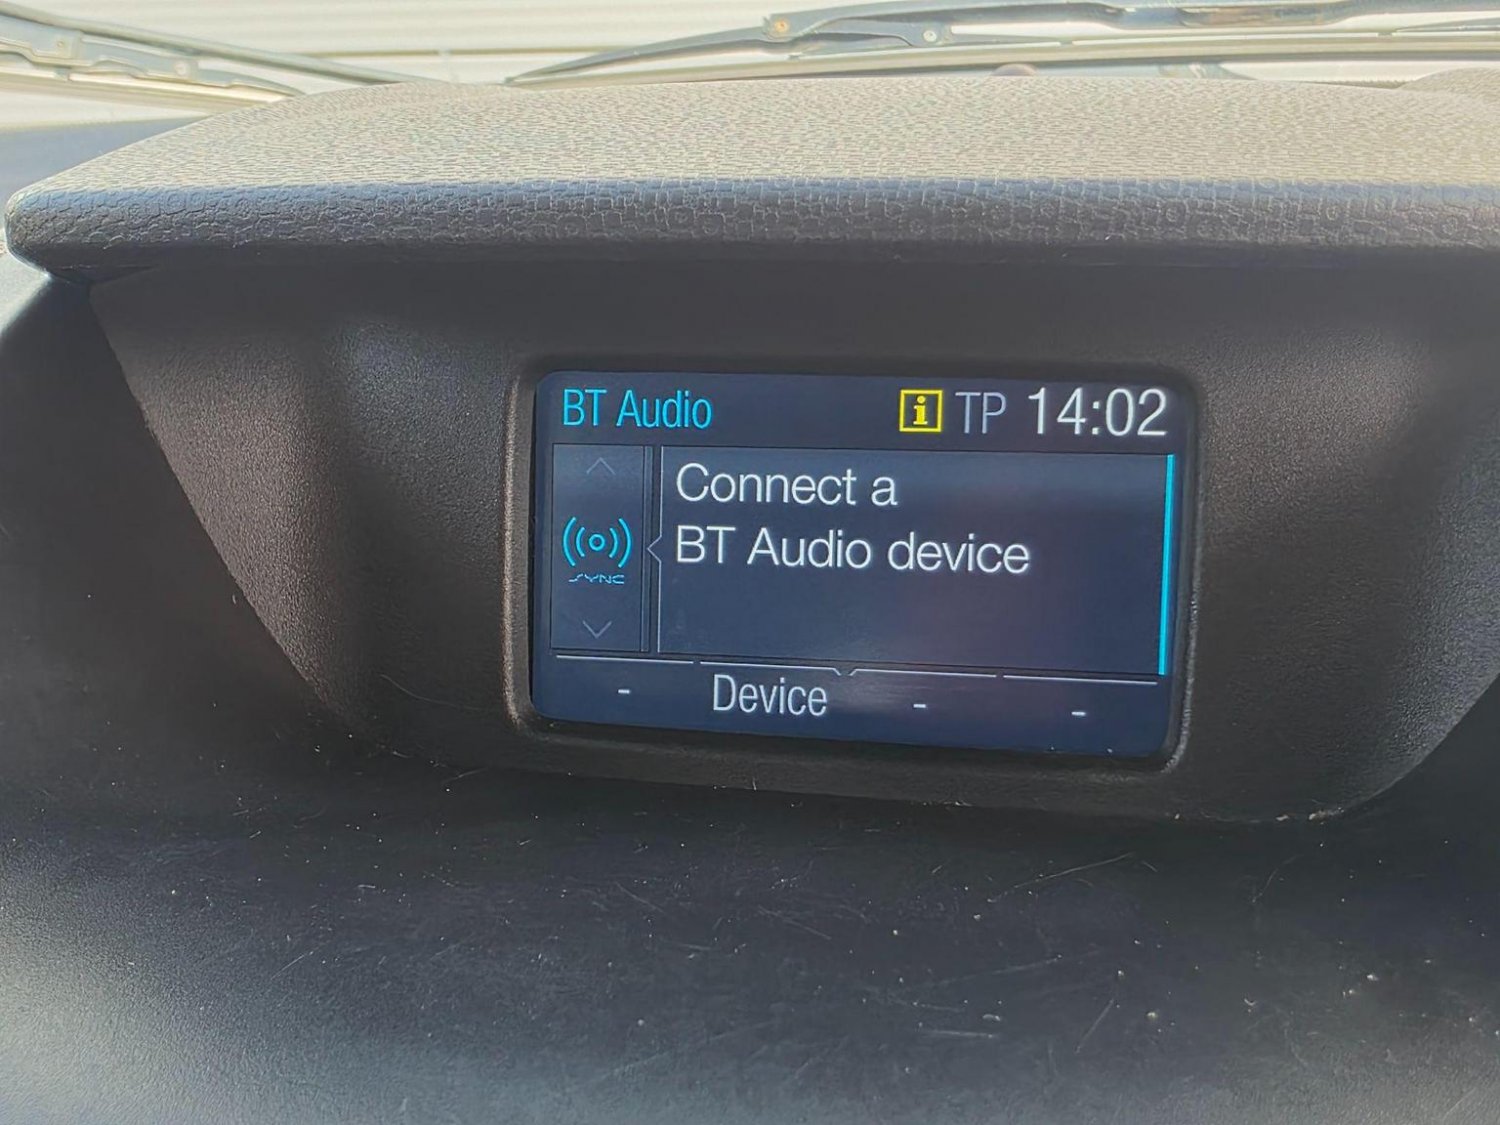 BT Audio
i TP 14:02
Connect a
BT Audio device
SYNC
- Device - -